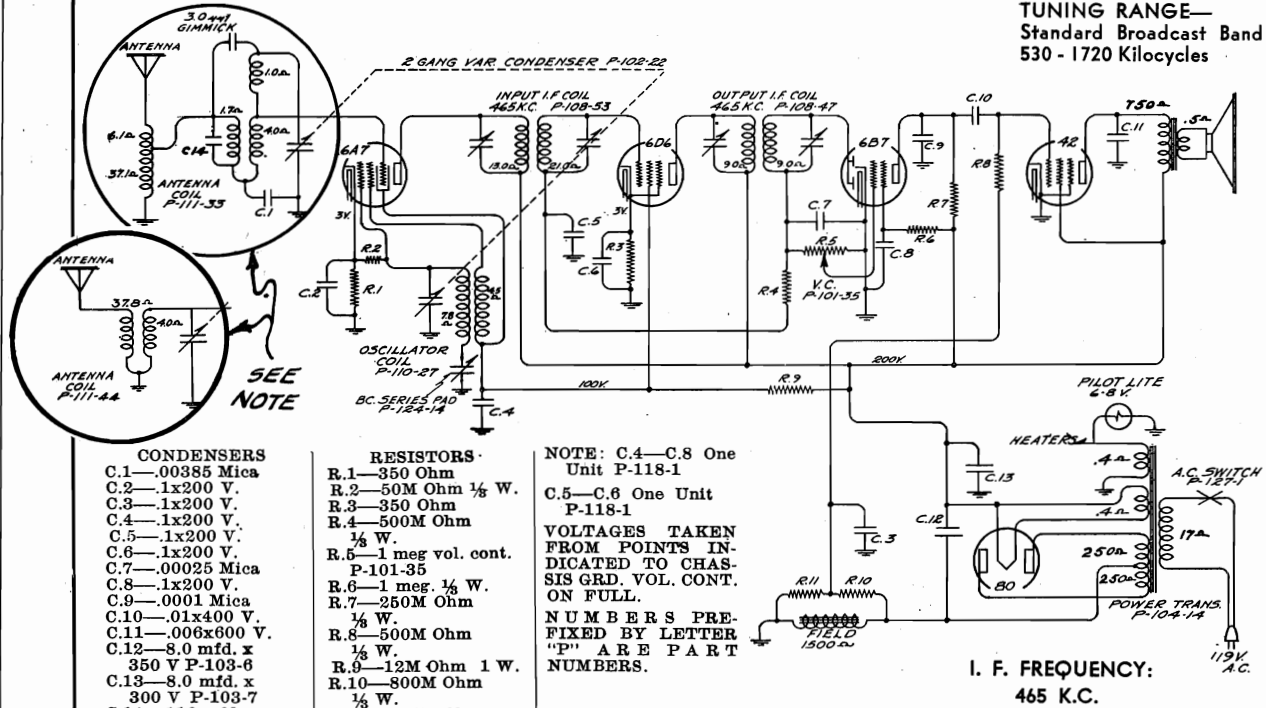 TUNING RANGE—
Standard Broadcast Band
530 - 1720 Kilocycles
GIMMICK
ANTENNA
1.0Ω
1.7Ω
4.0Ω
6.1Ω
37.1Ω
C14
ANTENNA
COIL
P-111-33
C.1
2 GANG VAR. CONDENSER P-102-22
INPUT I.F. COIL
465KC. P-108-53
13.0Ω
21.0Ω
OUTPUT I.F. COIL
465KC. P-108-47
9.0Ω
9.0Ω
6A7
3V.
6D6
3V.
6B7
42
C.10
C.9
C.11
750Ω
.5Ω
R.8
R.7
R.6
C.5
C.6
R.3
C.7
R.5
V.C.
P-101-35
C.8
R.4
R.2
C.2
R.1
7.8Ω
OSCILLATOR
COIL
P-110-27
BC. SERIES PAD
P-124-14
C.4
100V.
200V.
R.9
ANTENNA
37.8Ω
4.0Ω
ANTENNA
COIL
P-111-44
SEE
NOTE
PILOT LITE
6-8 V.
HEATERS
.4Ω
.4Ω
A.C. SWITCH
P-127-1
17Ω
250Ω
250Ω
80
POWER TRANS.
P-104-14
119V.
A.C.
C.13
C.12
C.3
R.11
R.10
FIELD
1500Ω
CONDENSERS
C.1—.00385 Mica
C.2—.1x200 V.
C.3—.1x200 V.
C.4—.1x200 V.
C.5—.1x200 V.
C.6—.1x200 V.
C.7—.00025 Mica
C.8—.1x200 V.
C.9—.0001 Mica
C.10—.01x400 V.
C.11—.006x600 V.
C.12—8.0 mfd. x
350 V P-103-6
C.13—8.0 mfd. x
300 V P-103-7
RESISTORS
R.1—350 Ohm
R.2—50M Ohm ⅓ W.
R.3—350 Ohm
R.4—500M Ohm
⅓ W.
R.5—1 meg vol. cont.
P-101-35
R.6—1 meg. ⅓ W.
R.7—250M Ohm
⅓ W.
R.8—500M Ohm
⅓ W.
R.9—12M Ohm 1 W.
R.10—800M Ohm
⅓ W.
NOTE: C.4—C.8 One
Unit P-118-1
C.5—C.6 One Unit
P-118-1
VOLTAGES TAKEN
FROM POINTS IN-
DICATED TO CHAS-
SIS GRD. VOL. CONT.
ON FULL.
NUMBERS PRE-
FIXED BY LETTER
"P" ARE PART
NUMBERS.
I. F. FREQUENCY:
465 K.C.